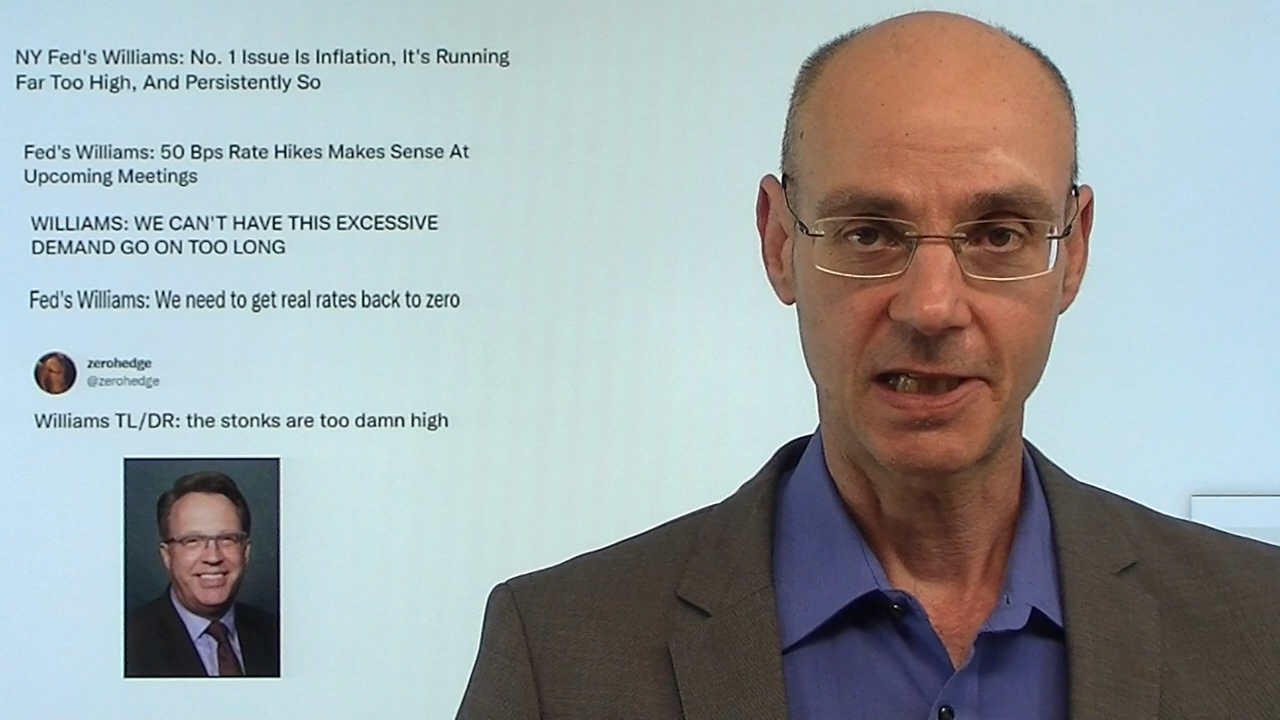 NY Fed's Williams: No. 1 Issue Is Inflation, It's Running
Far Too High, And Persistently So
Fed's Williams: 50 Bps Rate Hikes Makes Sense At
Upcoming Meetings
WILLIAMS: WE CAN'T HAVE THIS EXCESSIVE
DEMAND GO ON TOO LONG
Fed's Williams: We need to get real rates back to zero
zerohedge
@zerohedge
Williams TL/DR: the stonks are too damn high